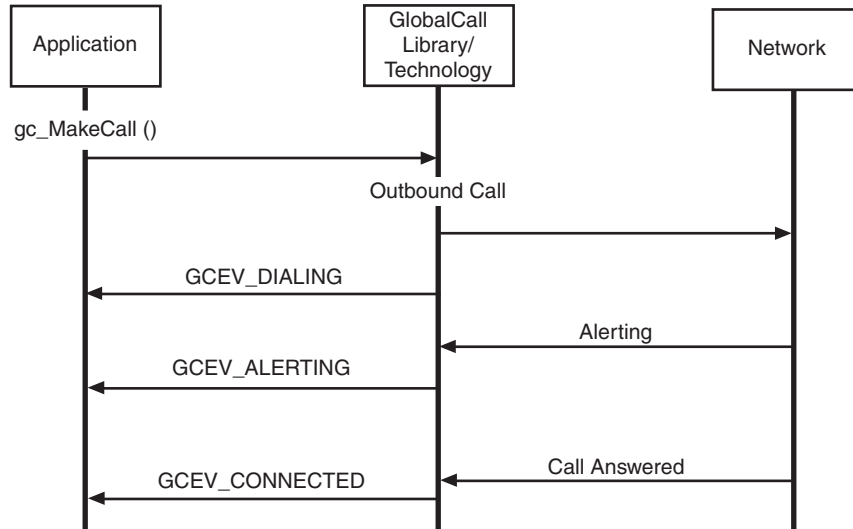 Application
GlobalCall
Library/
Technology
Network
gc_MakeCall ()
Outbound Call
GCEV_DIALING
Alerting
GCEV_ALERTING
Call Answered
GCEV_CONNECTED